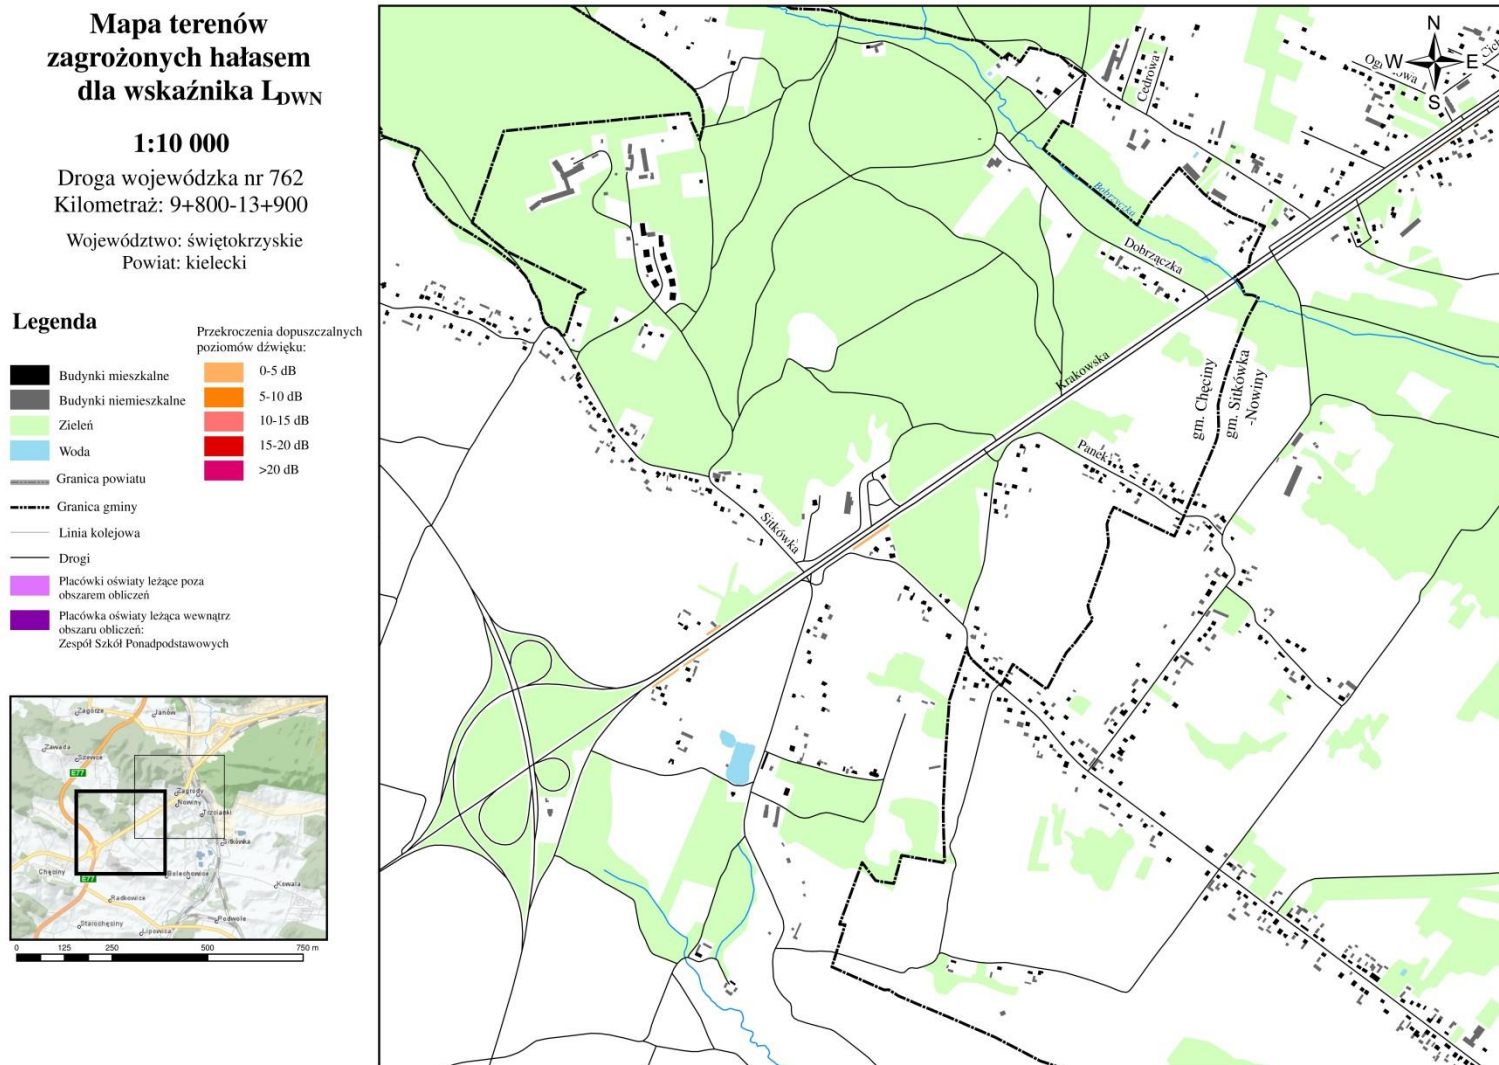 Mapa terenów
zagrożonych hałasem
dla wskaźnika LDWN
1:10 000
Droga wojewódzka nr 762
Kilometraż: 9+800-13+900
Województwo: świętokrzyskie
Powiat: kielecki
Legenda
Budynki mieszkalne
Budynki niemieszkalne
Zieleń
Woda
Granica powiatu
Granica gminy
Linia kolejowa
Drogi
Placówki oświaty leżące poza
obszarem obliczeń
Placówka oświaty leżąca wewnątrz
obszaru obliczeń:
Zespół Szkół Ponadpodstawowych
Przekroczenia dopuszczalnych
poziomów dźwięku:
0-5 dB
5-10 dB
10-15 dB
15-20 dB
>20 dB
Zagórze
Janów
Zawada
Szewce
E77
Zagrody
Nowiny
Trzcianki
Sitkówka
Chęciny
E77
Bolechowice
Kowala
Radkowice
Starochęciny
Podwole
Lipowica
0 125 250 500 750 m
N
W E
S
Cedrowa
Bobrzyczka
Dobrzączka
Krakowska
gm. Chęciny
gm. Sitkówka
-Nowiny
Panek
Sitkówka